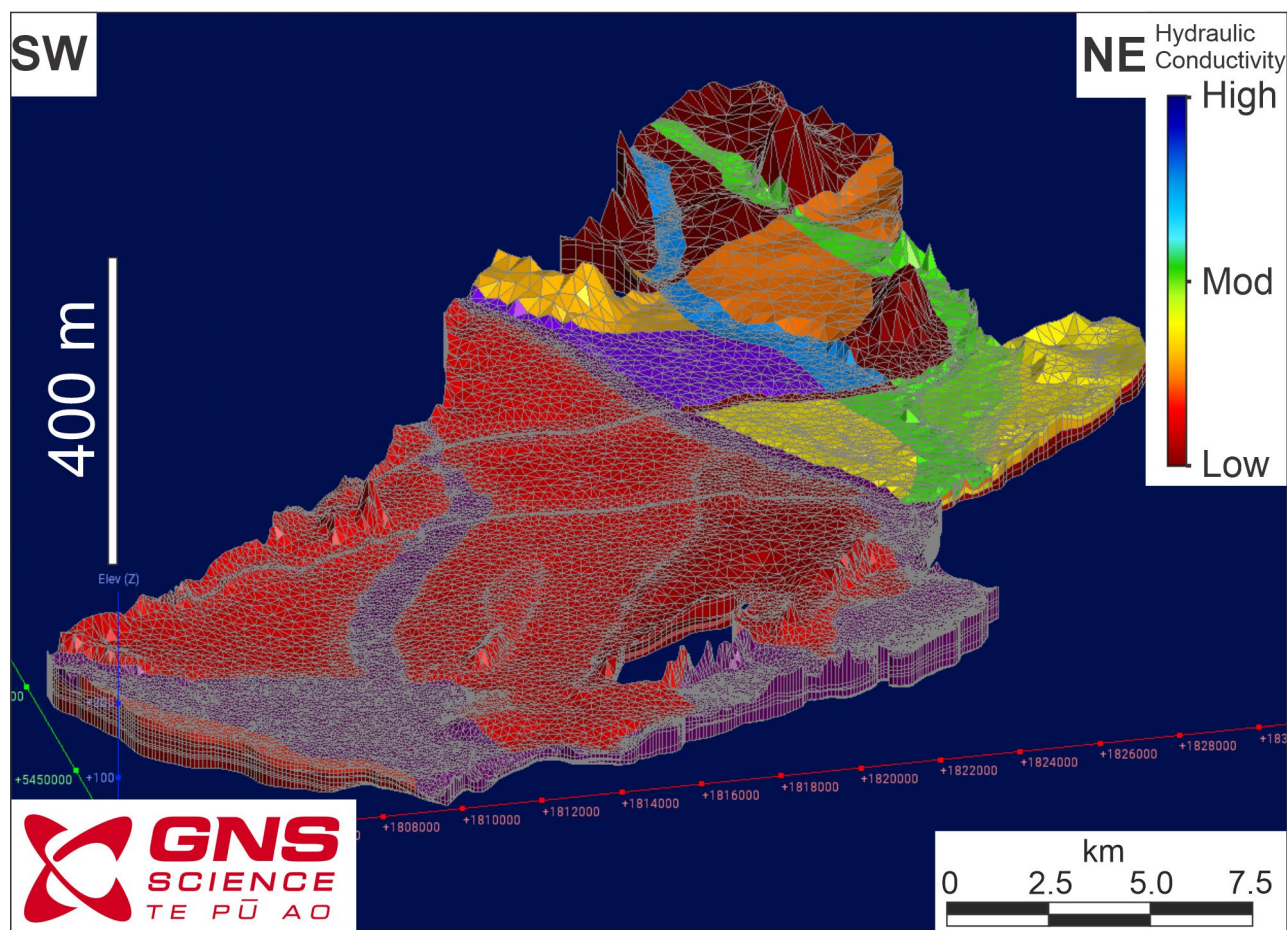 SW
NE
Hydraulic
Conductivity
High
Mod
Low
400 m
Elev (Z)
+100
+5450000
+1808000
+1810000
+1812000
+1814000
+1816000
+1818000
+1820000
+1822000
+1824000
+1826000
+1828000
GNS
SCIENCE
TE PŪ AO
km
0 2.5 5.0 7.5